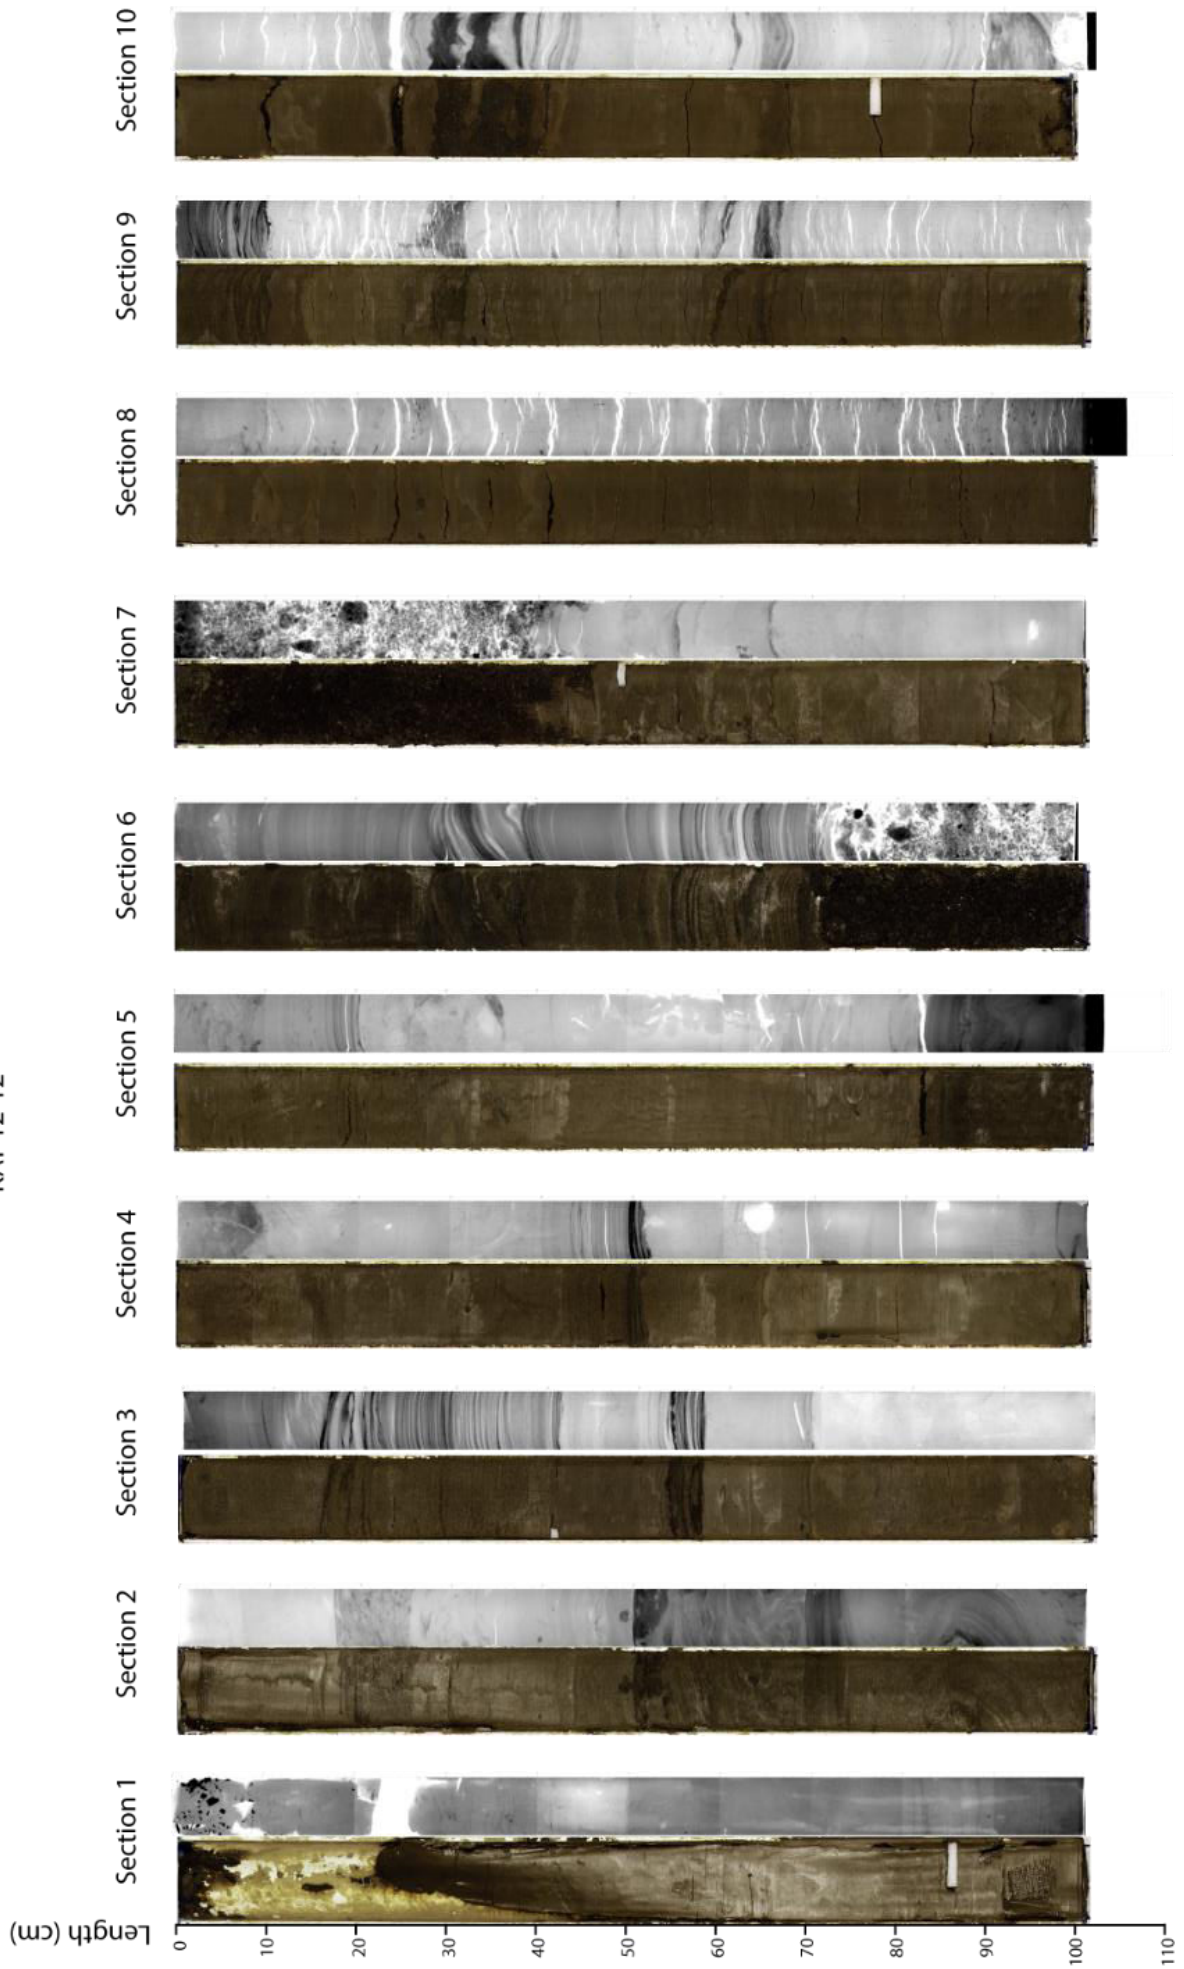 Section 1
Section 2
Section 3
Section 4
Section 5
Section 6
Section 7
Section 8
Section 9
Section 10
Length (cm)
0
10
20
30
40
50
60
70
80
90
100
110